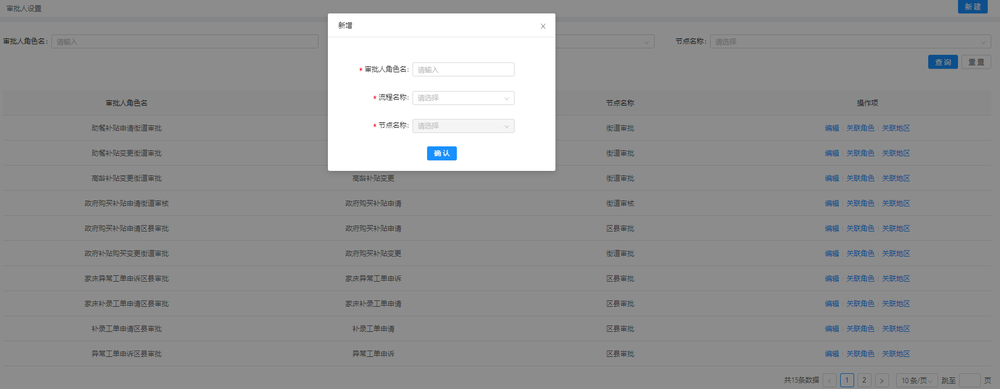 审批人设置 新 建
新增
审批人角色名: 请输入 节点名称: 请选择
查 询 重 置
* 审批人角色名: 请输入
* 流程名称: 请选择
* 节点名称: 请选择
确 认
审批人角色名 节点名称 操作项
助餐补贴申请街道审批 街道审批 编辑 关联角色 关联地区
助餐补贴变更街道审批 街道审批 编辑 关联角色 关联地区
高龄补贴变更街道审批 高龄补贴变更 街道审批 编辑 关联角色 关联地区
政府购买补贴申请街道审核 政府购买补贴申请 街道审核 编辑 关联角色 关联地区
政府购买补贴申请区县审批 政府购买补贴申请 区县审批 编辑 关联角色 关联地区
政府补贴购买变更街道审批 政府购买补贴变更 街道审批 编辑 关联角色 关联地区
家床异常工单申诉区县审批 家床异常工单申诉 区县审批 编辑 关联角色 关联地区
家床补录工单申请区县审批 家床补录工单申请 区县审批 编辑 关联角色 关联地区
补录工单申请区县审批 补录工单申请 区县审批 编辑 关联角色 关联地区
异常工单申诉区县审批 异常工单申诉 区县审批 编辑 关联角色 关联地区
共15条数据 < 1 2 > 10 条/页 跳至 页